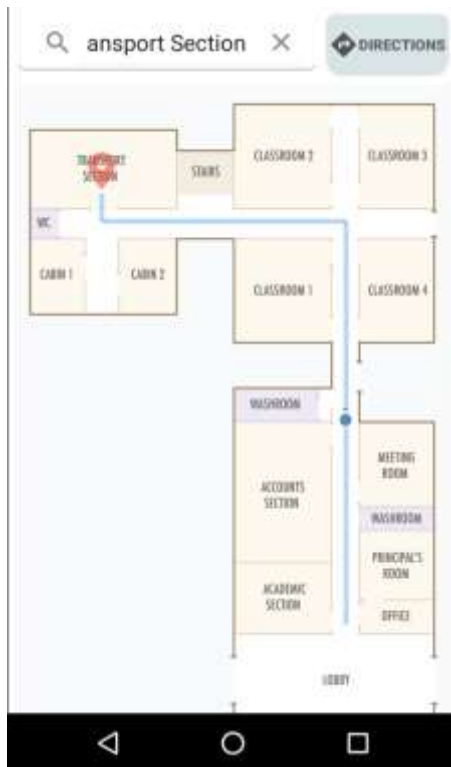 ansport Section
DIRECTIONS
TRANSPORT
SECTION
STAIRS
CLASSROOM 2
CLASSROOM 3
WC
CABIN 1
CABIN 2
CLASSROOM 1
CLASSROOM 4
WASHROOM
MEETING
ROOM
ACCOUNTS
SECTION
WASHROOM
PRINCIPAL'S
ROOM
ACADEMIC
SECTION
OFFICE
LOBBY